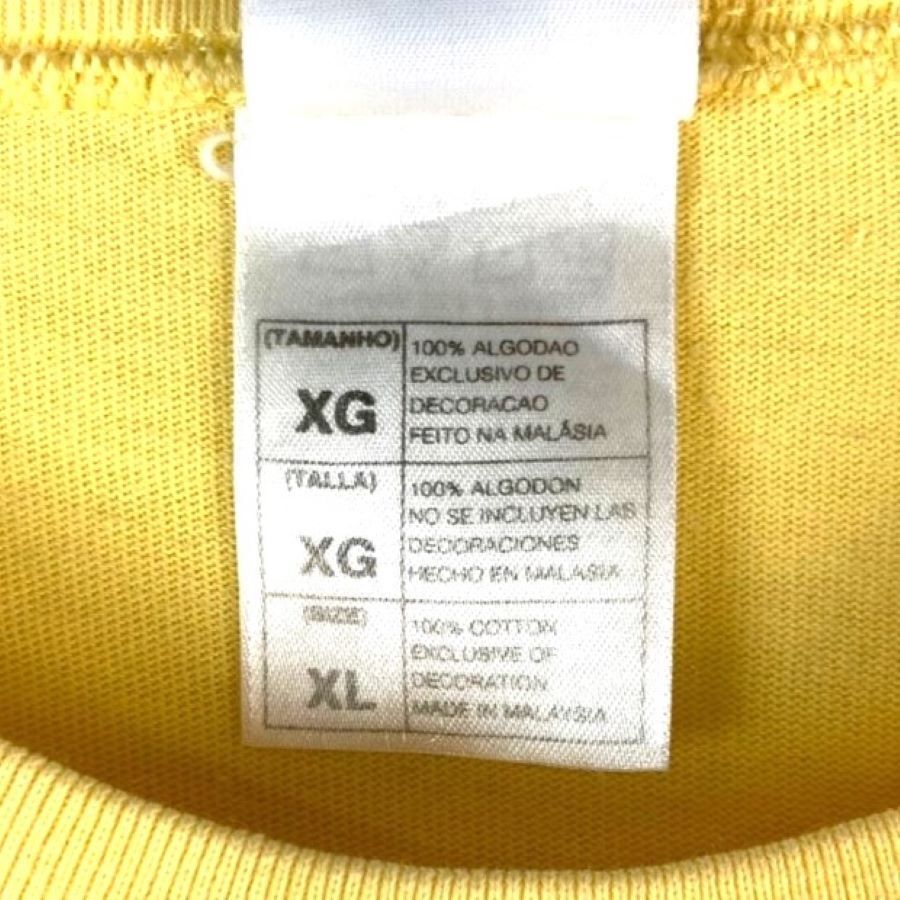 (TAMANHO)
XG
100% ALGODAO
EXCLUSIVO DE
DECORACAO
FEITO NA MALÁSIA
(TALLA)
XG
100% ALGODON
NO SE INCLUYEN LAS
DECORACIONES
HECHO EN MALASIA
(SIZE)
XL
100% COTTON
EXCLUSIVE OF
DECORATION
MADE IN MALAYSIA